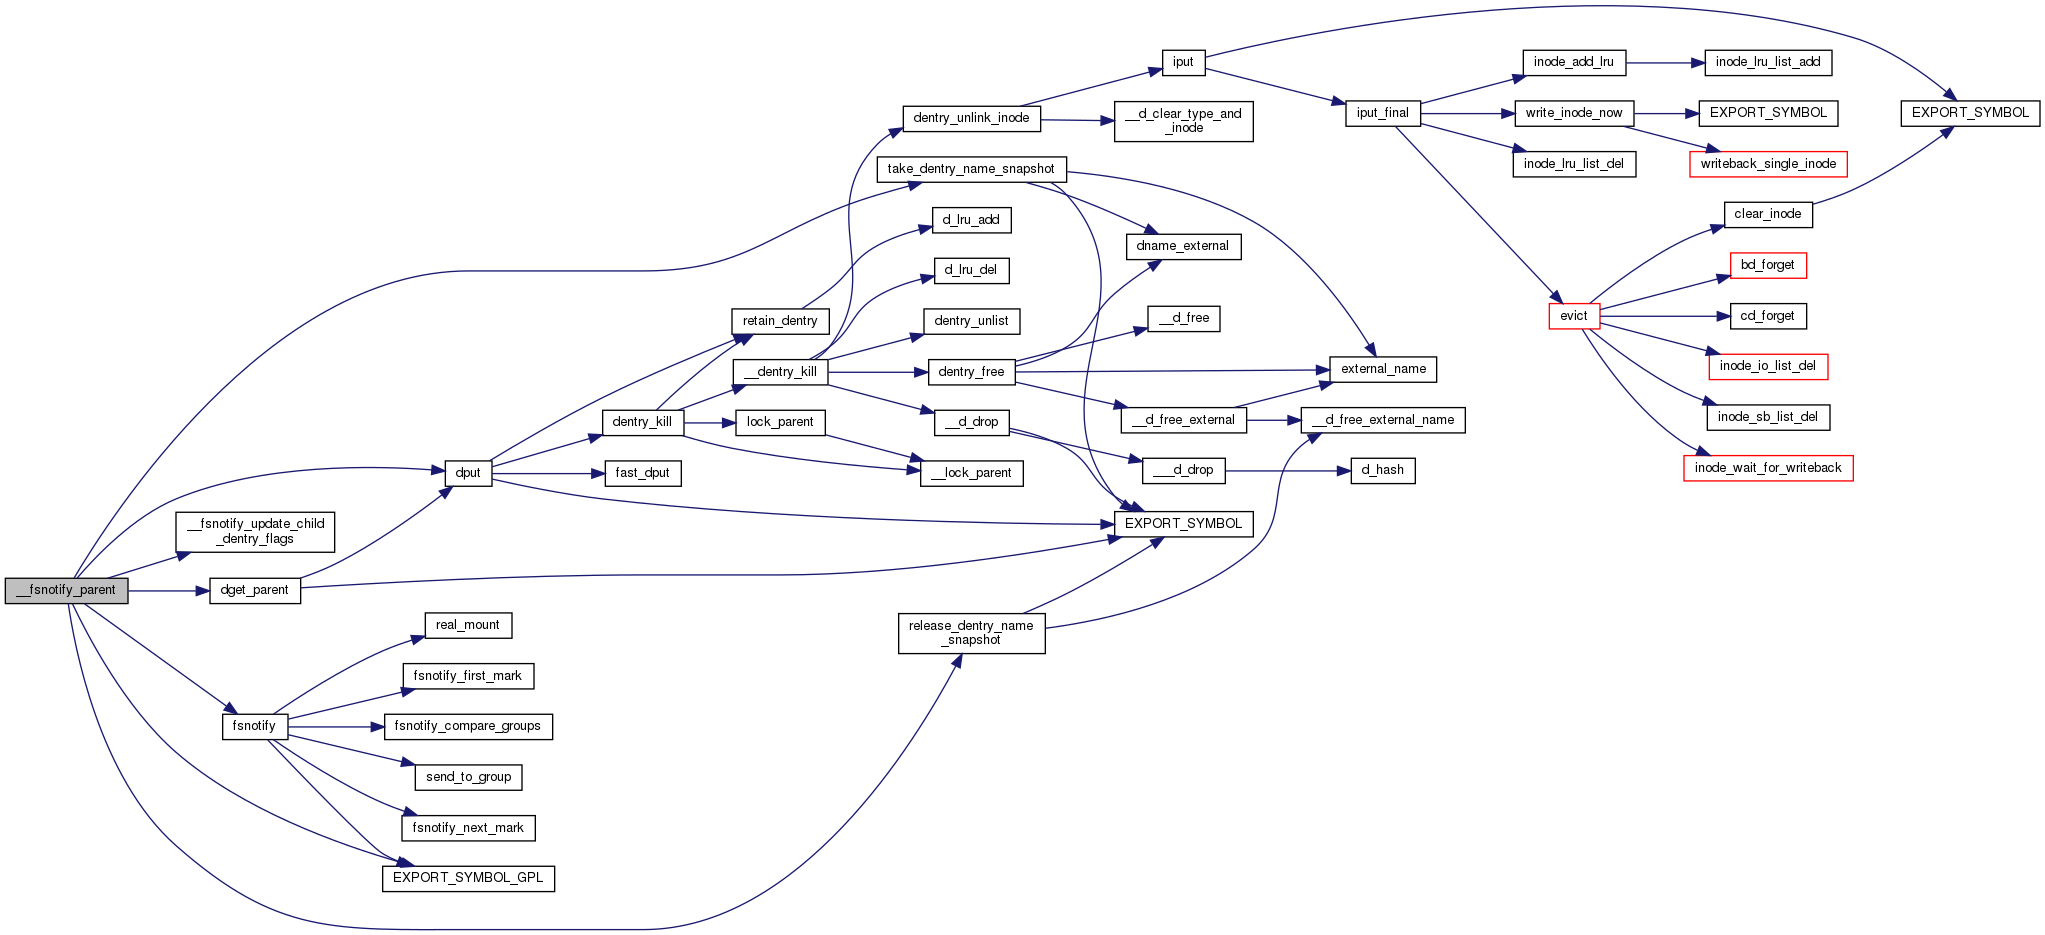 __fsnotify_parent
__fsnotify_update_child
_dentry_flags
dget_parent
fsnotify
real_mount
fsnotify_first_mark
fsnotify_compare_groups
send_to_group
fsnotify_next_mark
EXPORT_SYMBOL_GPL
dput
dentry_kill
fast_dput
retain_dentry
__dentry_kill
lock_parent
dentry_unlink_inode
take_dentry_name_snapshot
d_lru_add
d_lru_del
dentry_unlist
dentry_free
__d_drop
__lock_parent
release_dentry_name
_snapshot
iput
__d_clear_type_and
_inode
dname_external
__d_free
__d_free_external
___d_drop
EXPORT_SYMBOL
external_name
__d_free_external_name
d_hash
iput_final
inode_add_lru
write_inode_now
inode_lru_list_del
evict
inode_lru_list_add
EXPORT_SYMBOL
writeback_single_inode
clear_inode
bd_forget
cd_forget
inode_io_list_del
inode_sb_list_del
inode_wait_for_writeback
EXPORT_SYMBOL